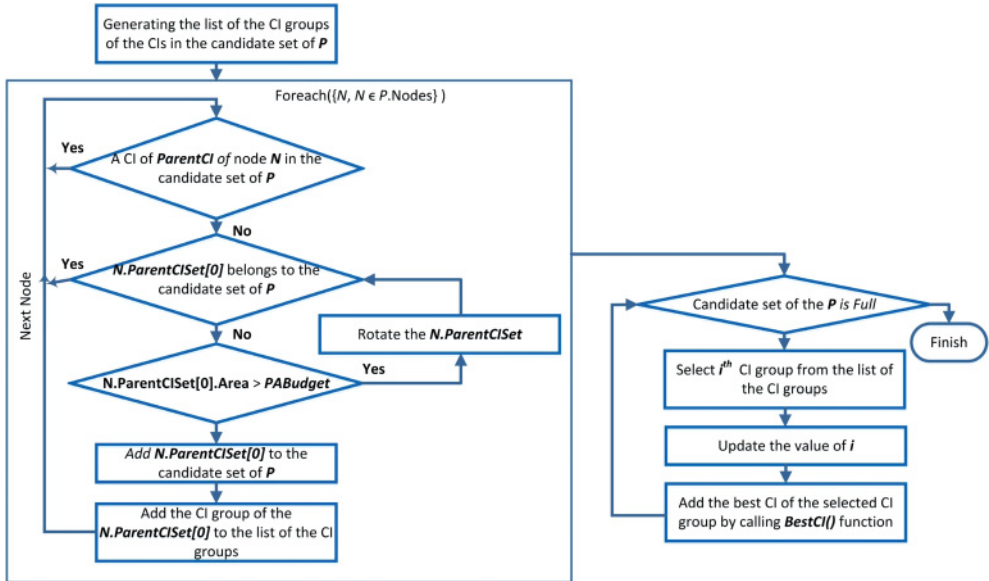 Generating the list of the CI groups
of the CIs in the candidate set of P
Foreach({N, N ϵ P.Nodes} )
Yes
A CI of ParentCI of node N in the
candidate set of P
No
Yes
N.ParentCISet[0] belongs to the
candidate set of P
Next Node
No
Rotate the N.ParentCISet
N.ParentCISet[0].Area > PABudget
Yes
Add N.ParentCISet[0] to the
candidate set of P
Add the CI group of the
N.ParentCISet[0] to the list of the CI
groups
Candidate set of the P is Full
Finish
Select ith CI group from the list of
the CI groups
Update the value of i
Add the best CI of the selected CI
group by calling BestCI() function